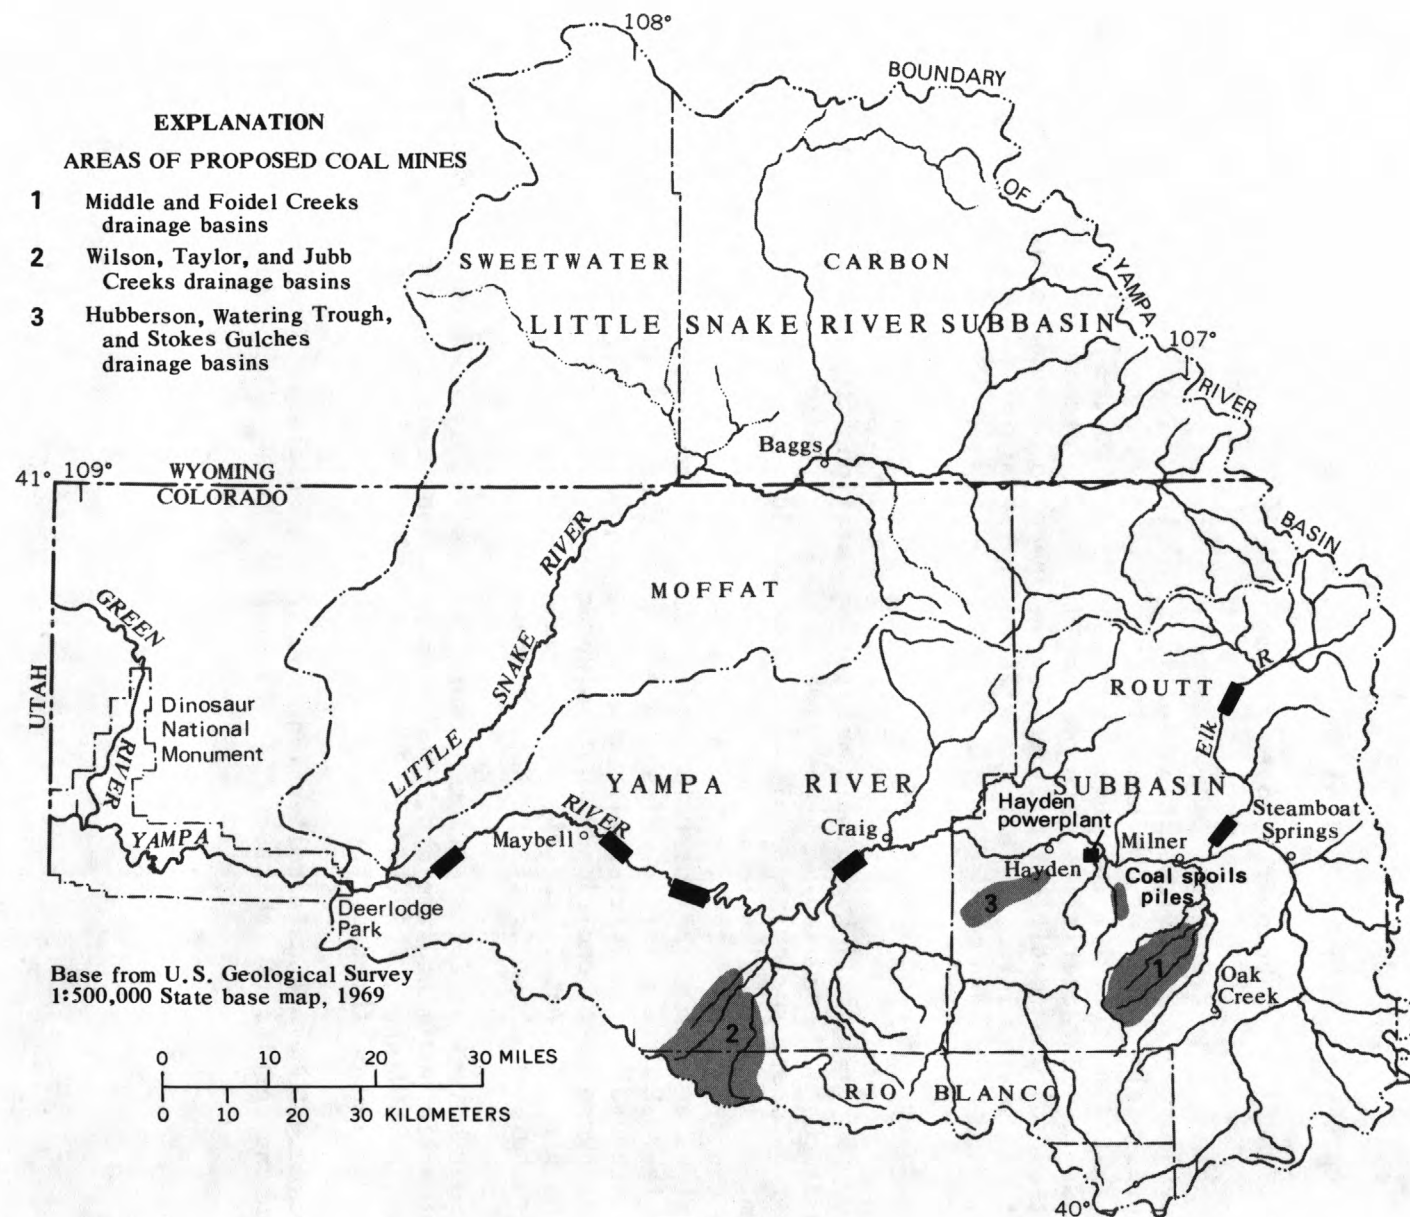 108°
BOUNDARY
OF
YAMPA
RIVER
BASIN
EXPLANATION
AREAS OF PROPOSED COAL MINES
1 Middle and Foidel Creeks
drainage basins
2 Wilson, Taylor, and Jubb
Creeks drainage basins
3 Hubberson, Watering Trough,
and Stokes Gulches
drainage basins
SWEETWATER
CARBON
LITTLE SNAKE RIVER SUBBASIN
107°
Baggs
41°
109°
WYOMING
COLORADO
LITTLE SNAKE RIVER
MOFFAT
GREEN
RIVER
UTAH
Dinosaur
National
Monument
ROUTT
Elk R
YAMPA RIVER SUBBASIN
YAMPA
RIVER
Maybell
Craig
Hayden
powerplant
Hayden
Milner
Steamboat
Springs
Coal spoils
piles
3
1
2
Deerlodge
Park
Oak
Creek
RIO BLANCO
Base from U.S. Geological Survey
1:500,000 State base map, 1969
0 10 20 30 MILES
0 10 20 30 KILOMETERS
40°